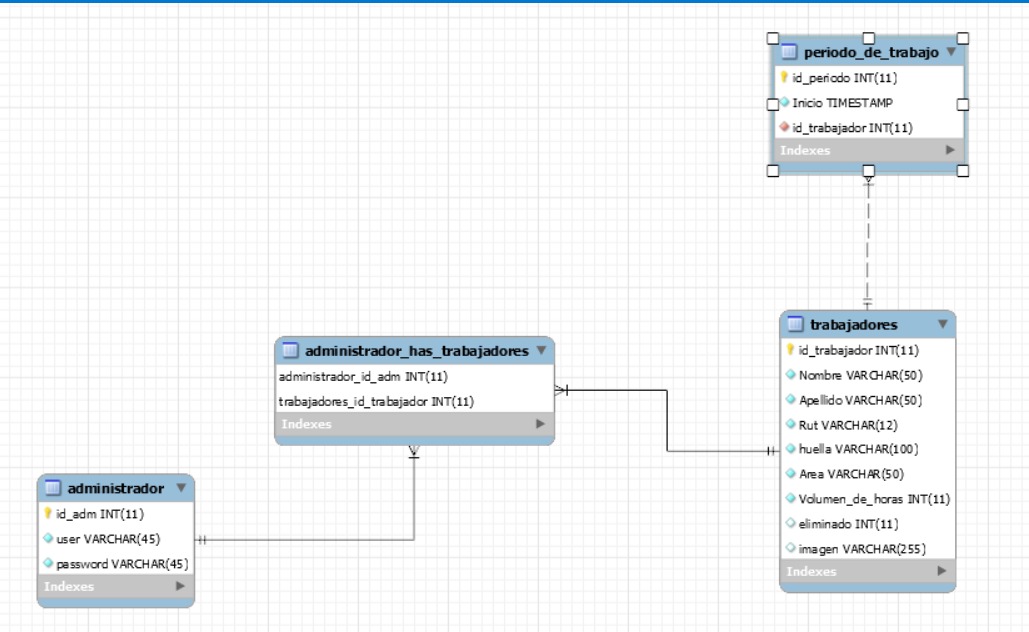 periodo_de_trabajo
id_periodo INT(11)
Inicio TIMESTAMP
id_trabajador INT(11)
Indexes
trabajadores
id_trabajador INT(11)
Nombre VARCHAR(50)
Apellido VARCHAR(50)
Rut VARCHAR(12)
huella VARCHAR(100)
Area VARCHAR(50)
Volumen_de_horas INT(11)
eliminado INT(11)
imagen VARCHAR(255)
Indexes
administrador_has_trabajadores
administrador_id_adm INT(11)
trabajadores_id_trabajador INT(11)
Indexes
administrador
id_adm INT(11)
user VARCHAR(45)
password VARCHAR(45)
Indexes